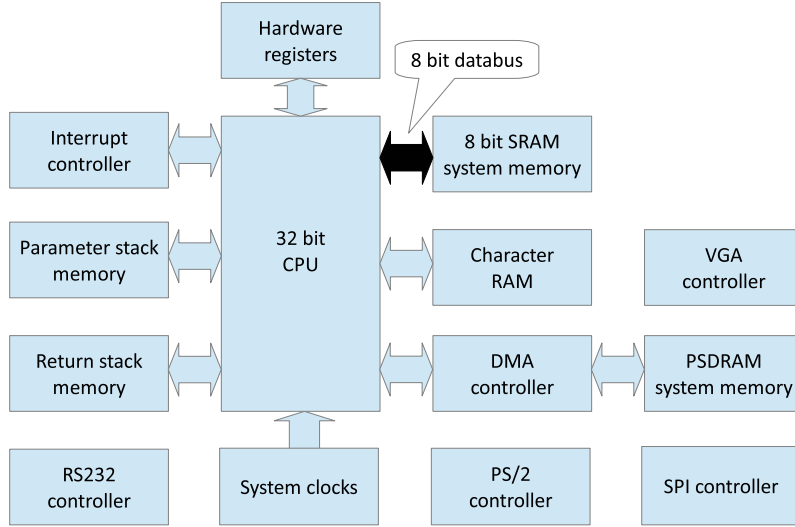 Hardware
registers
8 bit databus
Interrupt
controller
8 bit SRAM
system memory
Parameter stack
memory
32 bit
CPU
Character
RAM
VGA
controller
Return stack
memory
DMA
controller
PSDRAM
system memory
RS232
controller
System clocks
PS/2
controller
SPI controller